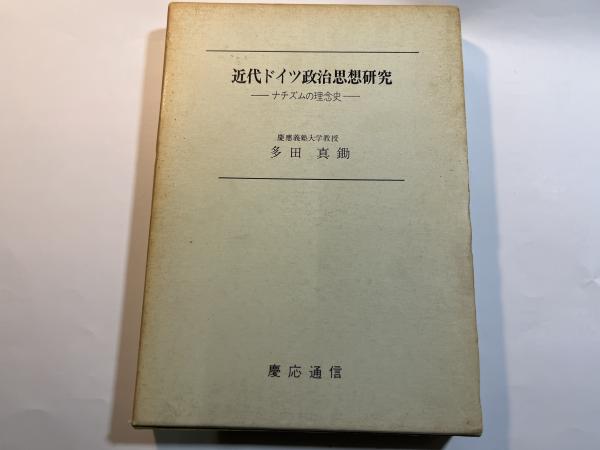 近代ドイツ政治思想研究
——ナチズムの理念史——
慶應義塾大学教授
多田 真鋤
慶応通信